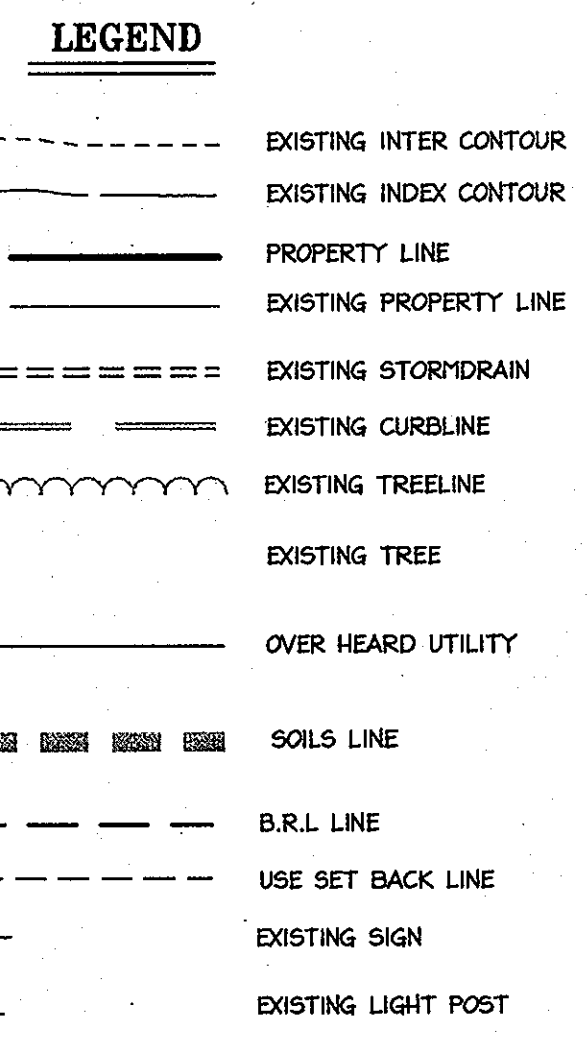 LEGEND
EXISTING INTER CONTOUR
EXISTING INDEX CONTOUR
PROPERTY LINE
EXISTING PROPERTY LINE
EXISTING STORMDRAIN
EXISTING CURBLINE
EXISTING TREELINE
EXISTING TREE
OVER HEARD UTILITY
SOILS LINE
B.R.L LINE
USE SET BACK LINE
EXISTING SIGN
EXISTING LIGHT POST